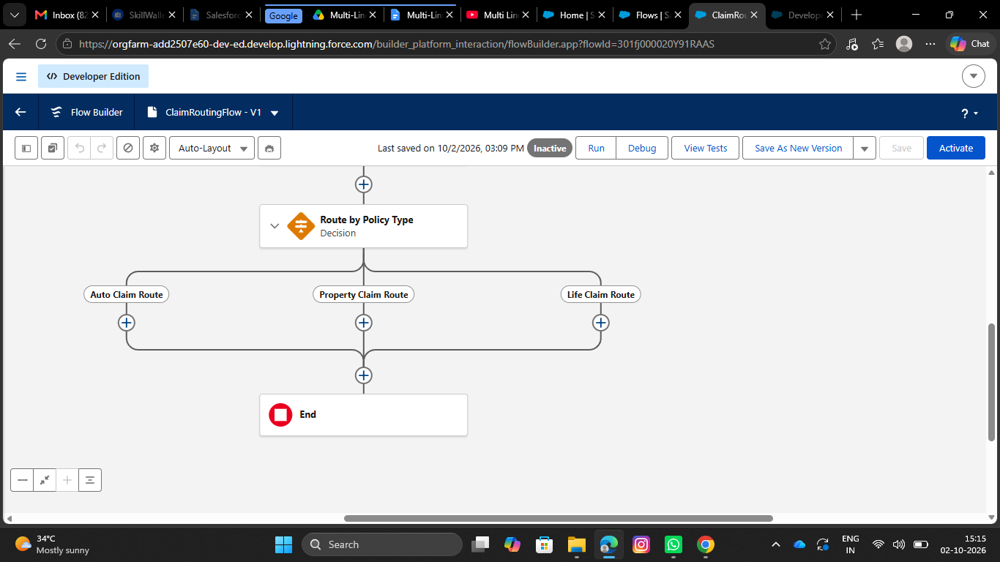 Inbox (82
SkillWalle
Salesforc
Google
Multi-Lin
Multi-Lin
Multi Lin
Home | S
Flows | Sa
ClaimRou
Develope
https://orgfarm-add2507e60-dev-ed.develop.lightning.force.com/builder_platform_interaction/flowBuilder.app?flowId=301fj000020Y91RAAS
Chat
</> Developer Edition
Flow Builder
ClaimRoutingFlow - V1
?
Auto-Layout
Last saved on 10/2/2026, 03:09 PM
Inactive
Run
Debug
View Tests
Save As New Version
Save
Activate
Route by Policy Type
Decision
Auto Claim Route
Property Claim Route
Life Claim Route
End
34°C
Mostly sunny
Search
ENG
IN
15:15
02-10-2026